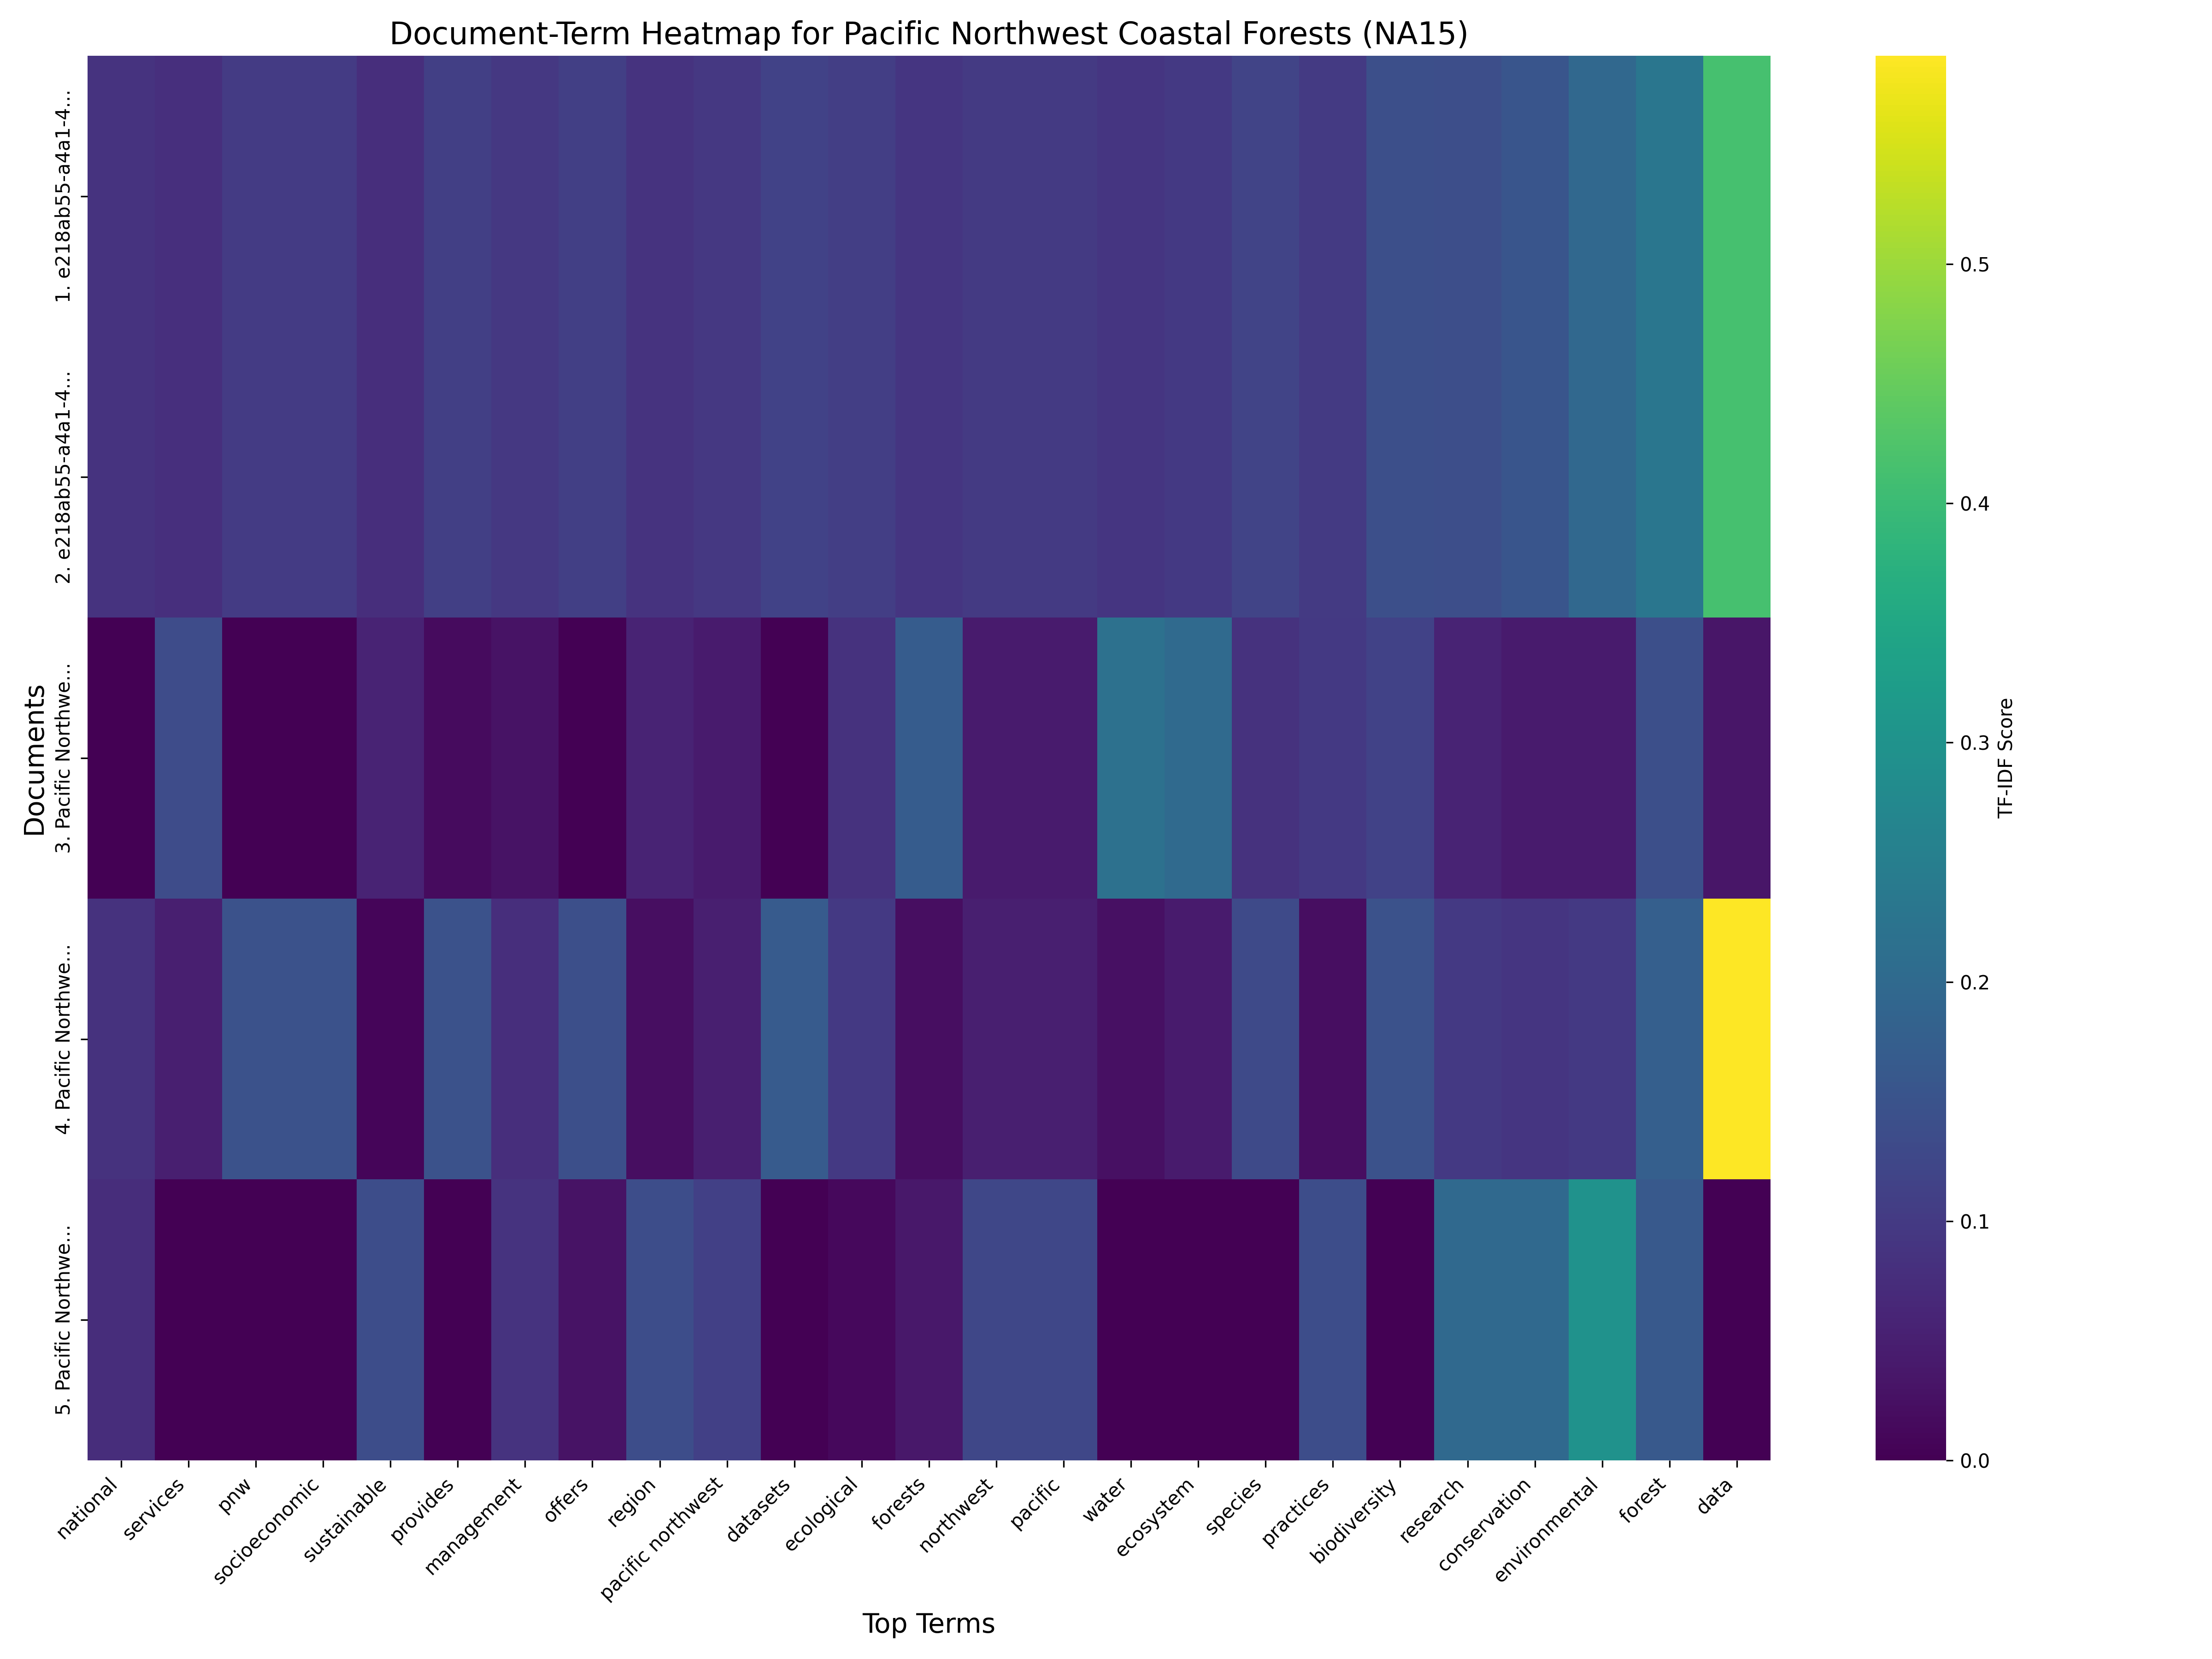 Document-Term Heatmap for Pacific Northwest Coastal Forests (NA15)
Documents
1. e218ab55-a4a1-4...
2. e218ab55-a4a1-4...
3. Pacific Northwe...
4. Pacific Northwe...
5. Pacific Northwe...
national
services
pnw
socioeconomic
sustainable
provides
management
offers
region
pacific northwest
datasets
ecological
forests
northwest
pacific
water
ecosystem
species
practices
biodiversity
research
conservation
environmental
forest
data
Top Terms
0.5
0.4
0.3
0.2
0.1
0.0
TF-IDF Score